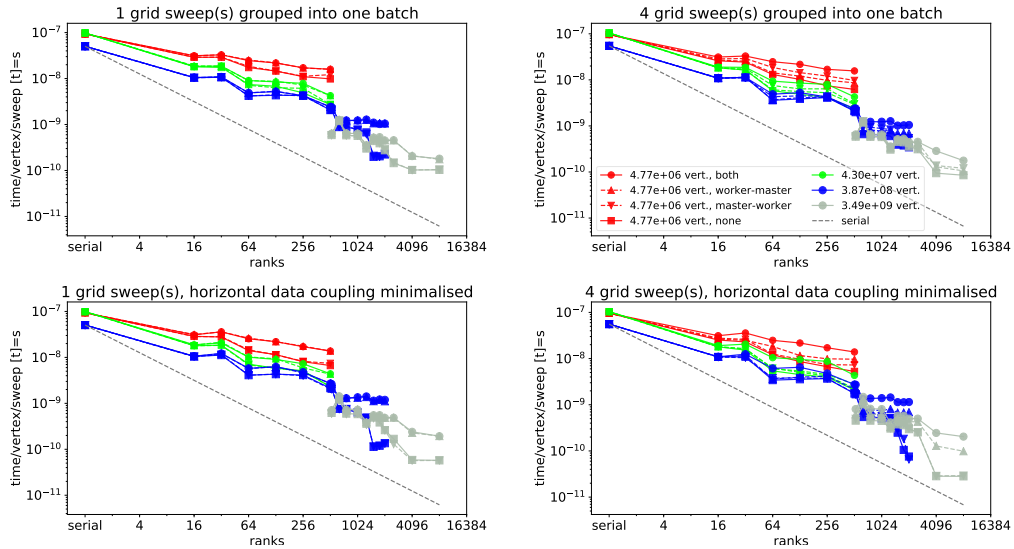 1 grid sweep(s) grouped into one batch
time/vertex/sweep [t]=s
10⁻⁷
10⁻⁸
10⁻⁹
10⁻¹⁰
10⁻¹¹
serial 4 16 64 256 1024 4096 16384
ranks
4 grid sweep(s) grouped into one batch
time/vertex/sweep [t]=s
10⁻⁷
10⁻⁸
10⁻⁹
10⁻¹⁰
10⁻¹¹
4.77e+06 vert., both
4.77e+06 vert., worker-master
4.77e+06 vert., master-worker
4.77e+06 vert., none
4.30e+07 vert.
3.87e+08 vert.
3.49e+09 vert.
serial
serial 4 16 64 256 1024 4096 16384
ranks
1 grid sweep(s), horizontal data coupling minimalised
time/vertex/sweep [t]=s
10⁻⁷
10⁻⁸
10⁻⁹
10⁻¹⁰
10⁻¹¹
serial 4 16 64 256 1024 4096 16384
ranks
4 grid sweep(s), horizontal data coupling minimalised
time/vertex/sweep [t]=s
10⁻⁷
10⁻⁸
10⁻⁹
10⁻¹⁰
10⁻¹¹
serial 4 16 64 256 1024 4096 16384
ranks